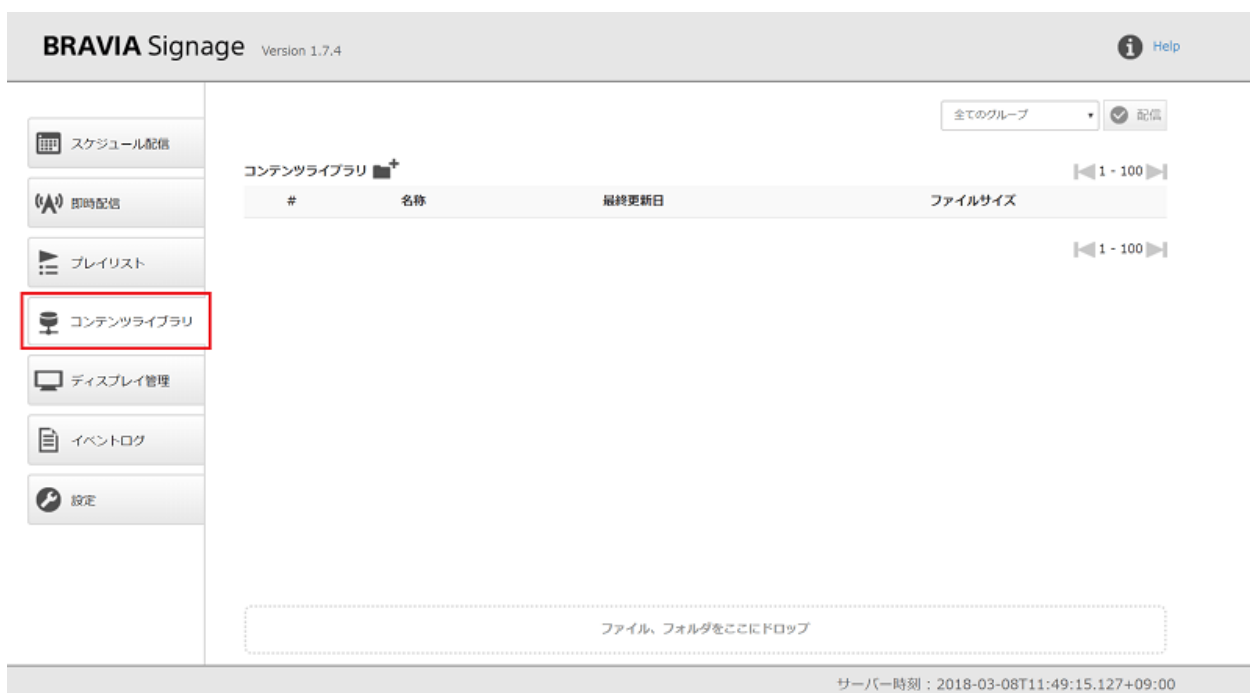 BRAVIA Signage Version 1.7.4
Help
全てのグループ
配信
スケジュール配信
コンテンツライブラリ
1 - 100
# 名称 最終更新日 ファイルサイズ
即時配信
1 - 100
プレイリスト
コンテンツライブラリ
ディスプレイ管理
イベントログ
設定
ファイル、フォルダをここにドロップ
サーバー時刻 : 2018-03-08T11:49:15.127+09:00